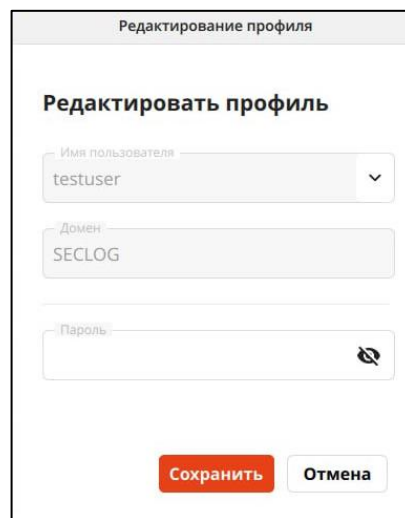 Редактирование профиля
Редактировать профиль
Имя пользователя
testuser
Домен
SECLOG
Пароль
Сохранить Отмена